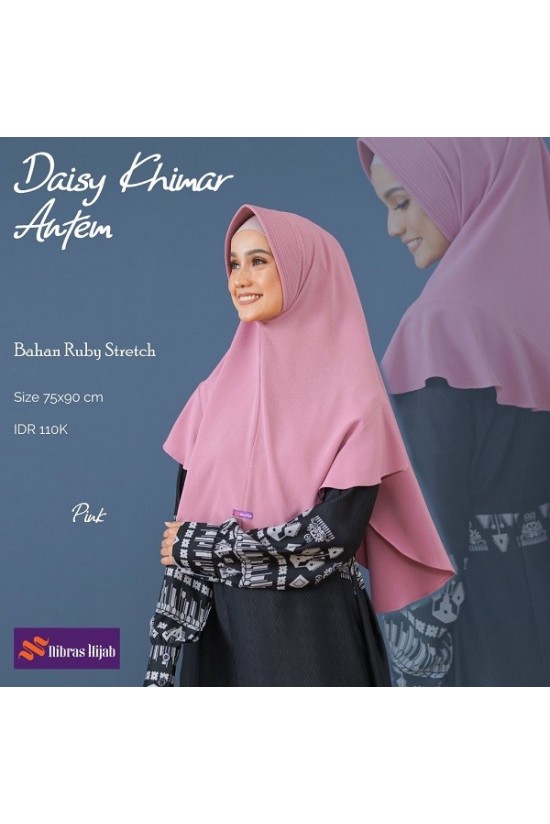 Daisy Khimar
Antem
Bahan Ruby Stretch
Size 75x90 cm
IDR 110K
Pink
Nibras Hijab